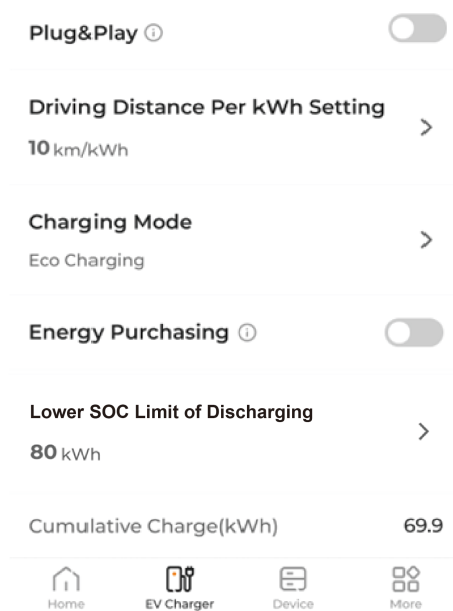 Plug&Play
Driving Distance Per kWh Setting
10 km/kWh
Charging Mode
Eco Charging
Energy Purchasing
Lower SOC Limit of Discharging
80 kWh
Cumulative Charge(kWh) 69.9
Home EV Charger Device More